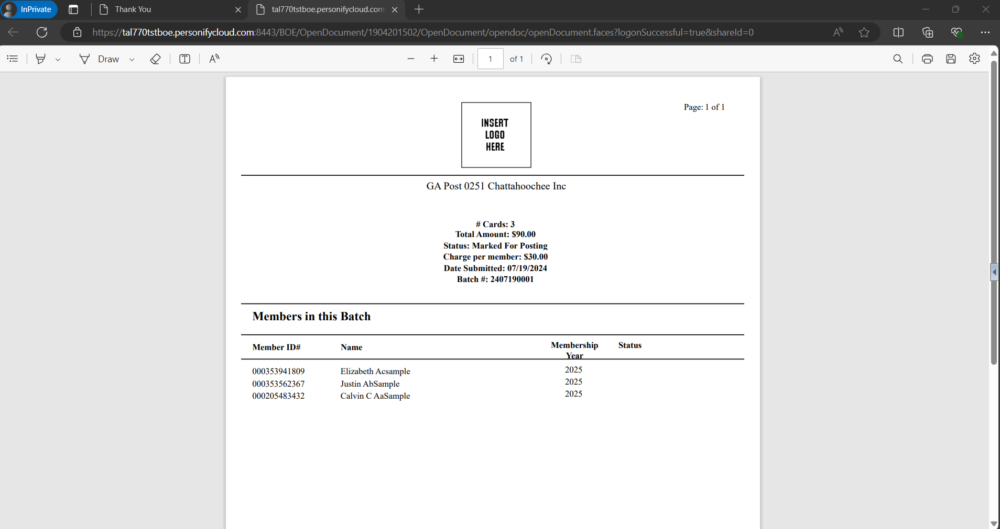 InPrivate
Thank You
tal770tstboe.personifycloud.com
https://tal770tstboe.personifycloud.com:8443/BOE/OpenDocument/1904201502/OpenDocument/opendoc/openDocument.faces?logonSuccessful=true&shareId=0
Draw
1 of 1
Page: 1 of 1
INSERT
LOGO
HERE
GA Post 0251 Chattahoochee Inc
# Cards: 3
Total Amount: $90.00
Status: Marked For Posting
Charge per member: $30.00
Date Submitted: 07/19/2024
Batch #: 2407190001
Members in this Batch
Member ID# Name Membership Year Status
000353941809 Elizabeth Acsample 2025
000353562367 Justin AbSample 2025
000205483432 Calvin C AaSample 2025